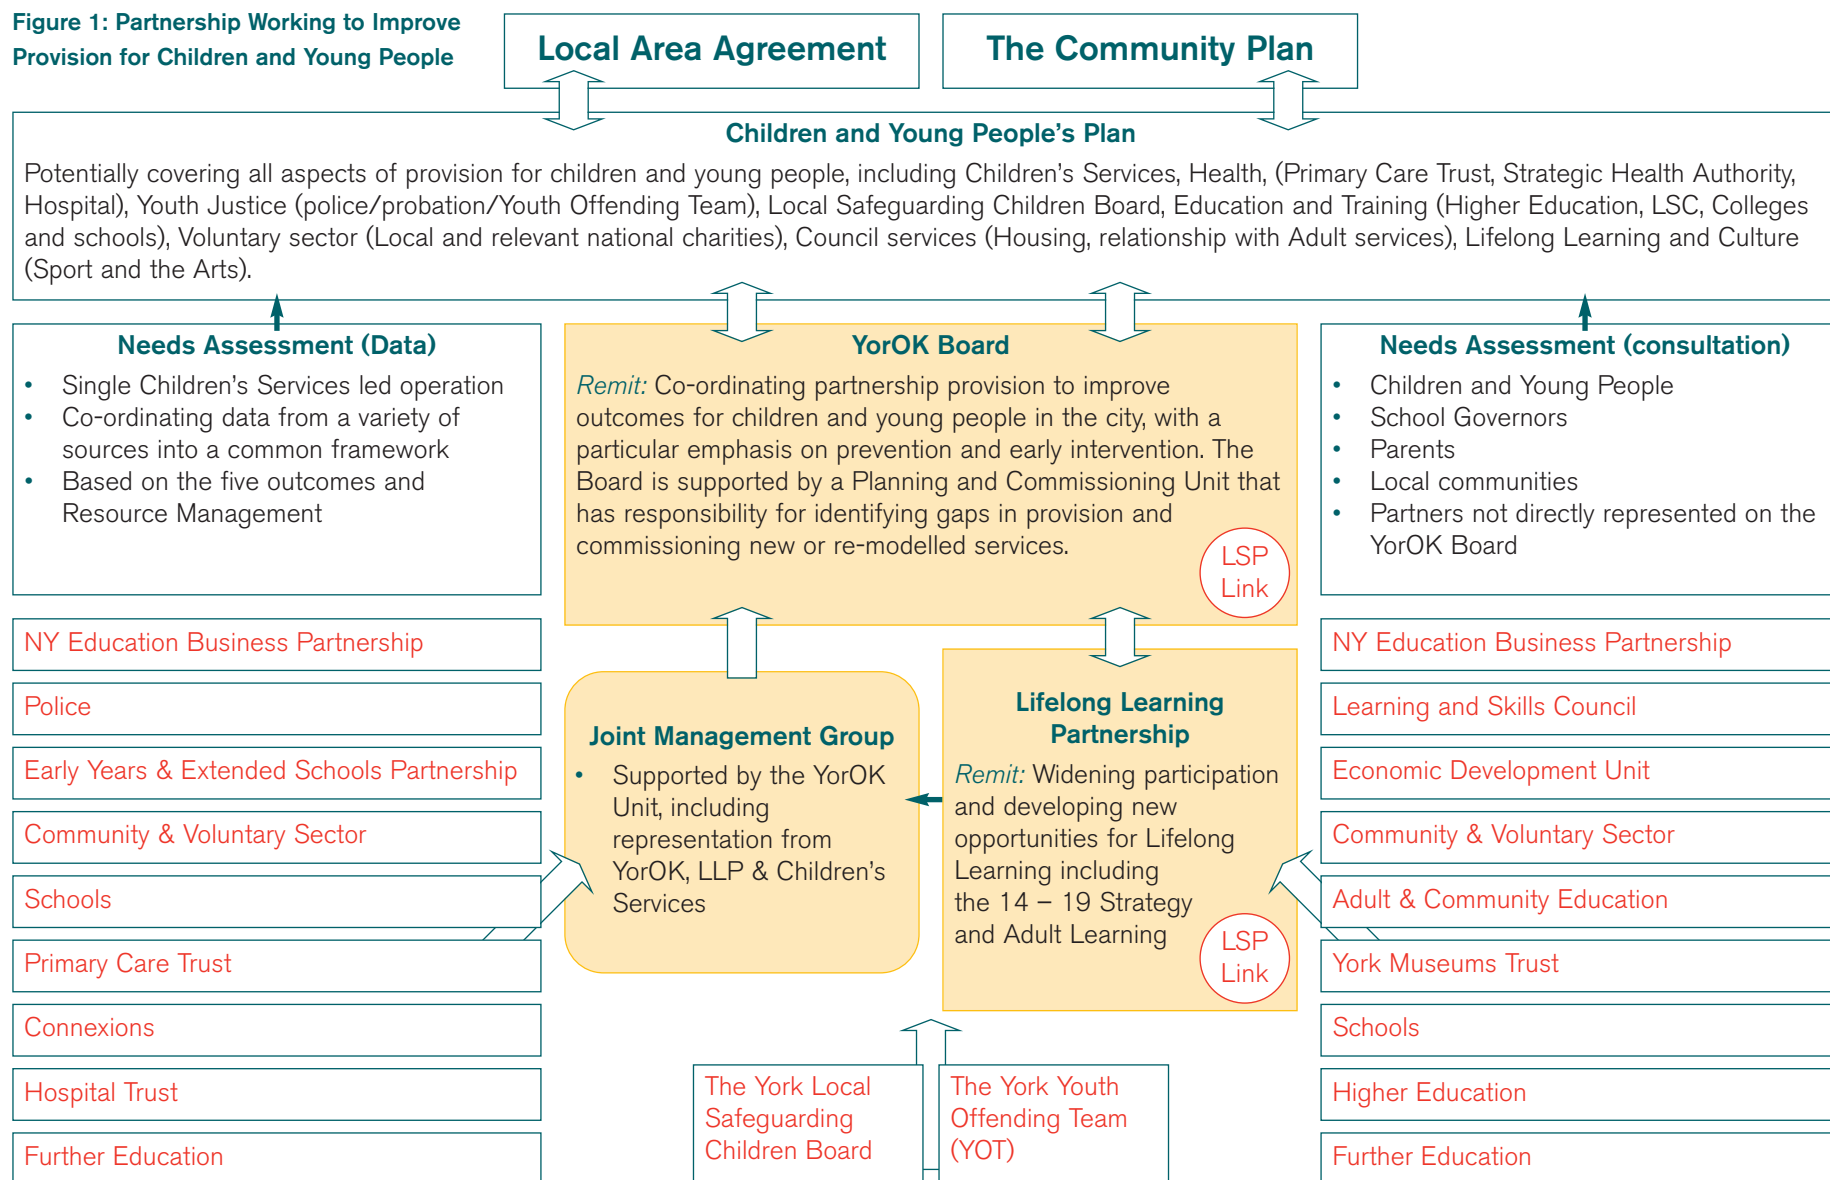 Figure 1: Partnership Working to Improve
Provision for Children and Young People
Local Area Agreement
The Community Plan
Children and Young People's Plan
Potentially covering all aspects of provision for children and young people, including Children's Services, Health, (Primary Care Trust, Strategic Health Authority,
Hospital), Youth Justice (police/probation/Youth Offending Team), Local Safeguarding Children Board, Education and Training (Higher Education, LSC, Colleges
and schools), Voluntary sector (Local and relevant national charities), Council services (Housing, relationship with Adult services), Lifelong Learning and Culture
(Sport and the Arts).
Needs Assessment (Data)
• Single Children's Services led operation
• Co-ordinating data from a variety of
sources into a common framework
• Based on the five outcomes and
Resource Management
YorOK Board
Remit: Co-ordinating partnership provision to improve
outcomes for children and young people in the city, with a
particular emphasis on prevention and early intervention. The
Board is supported by a Planning and Commissioning Unit that
has responsibility for identifying gaps in provision and
commissioning new or re-modelled services.
LSP
Link
Needs Assessment (consultation)
• Children and Young People
• School Governors
• Parents
• Local communities
• Partners not directly represented on the
YorOK Board
NY Education Business Partnership
Police
Early Years & Extended Schools Partnership
Community & Voluntary Sector
Schools
Primary Care Trust
Connexions
Hospital Trust
Further Education
Joint Management Group
• Supported by the YorOK
Unit, including
representation from
YorOK, LLP & Children's
Services
Lifelong Learning
Partnership
Remit: Widening participation
and developing new
opportunities for Lifelong
Learning including
the 14 – 19 Strategy
and Adult Learning
LSP
Link
The York Local
Safeguarding
Children Board
The York Youth
Offending Team
(YOT)
NY Education Business Partnership
Learning and Skills Council
Economic Development Unit
Community & Voluntary Sector
Adult & Community Education
York Museums Trust
Schools
Higher Education
Further Education